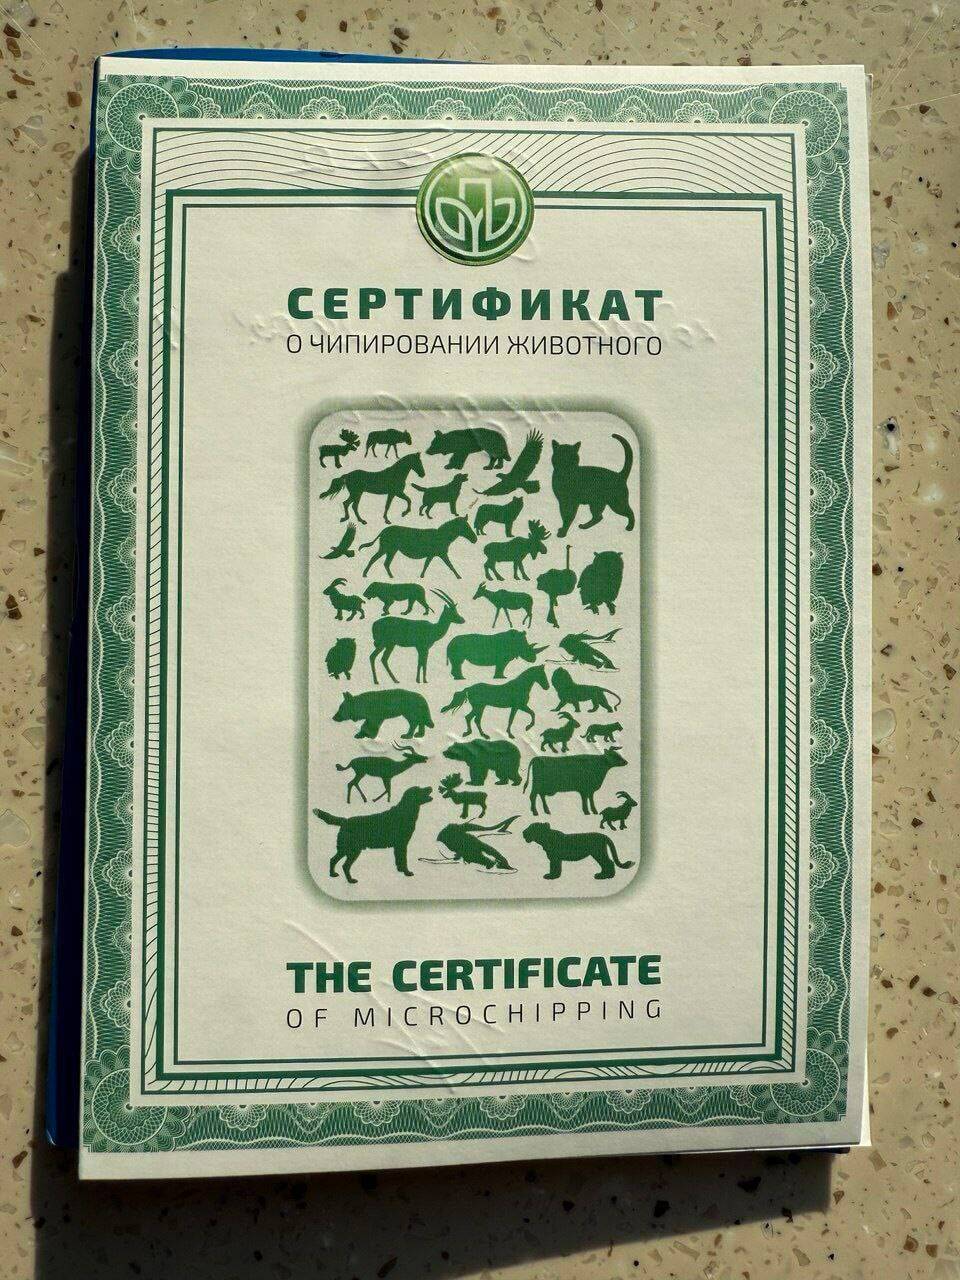 СЕРТИФИКАТ
О ЧИПИРОВАНИИ ЖИВОТНОГО
THE CERTIFICATE
OF MICROCHIPPING